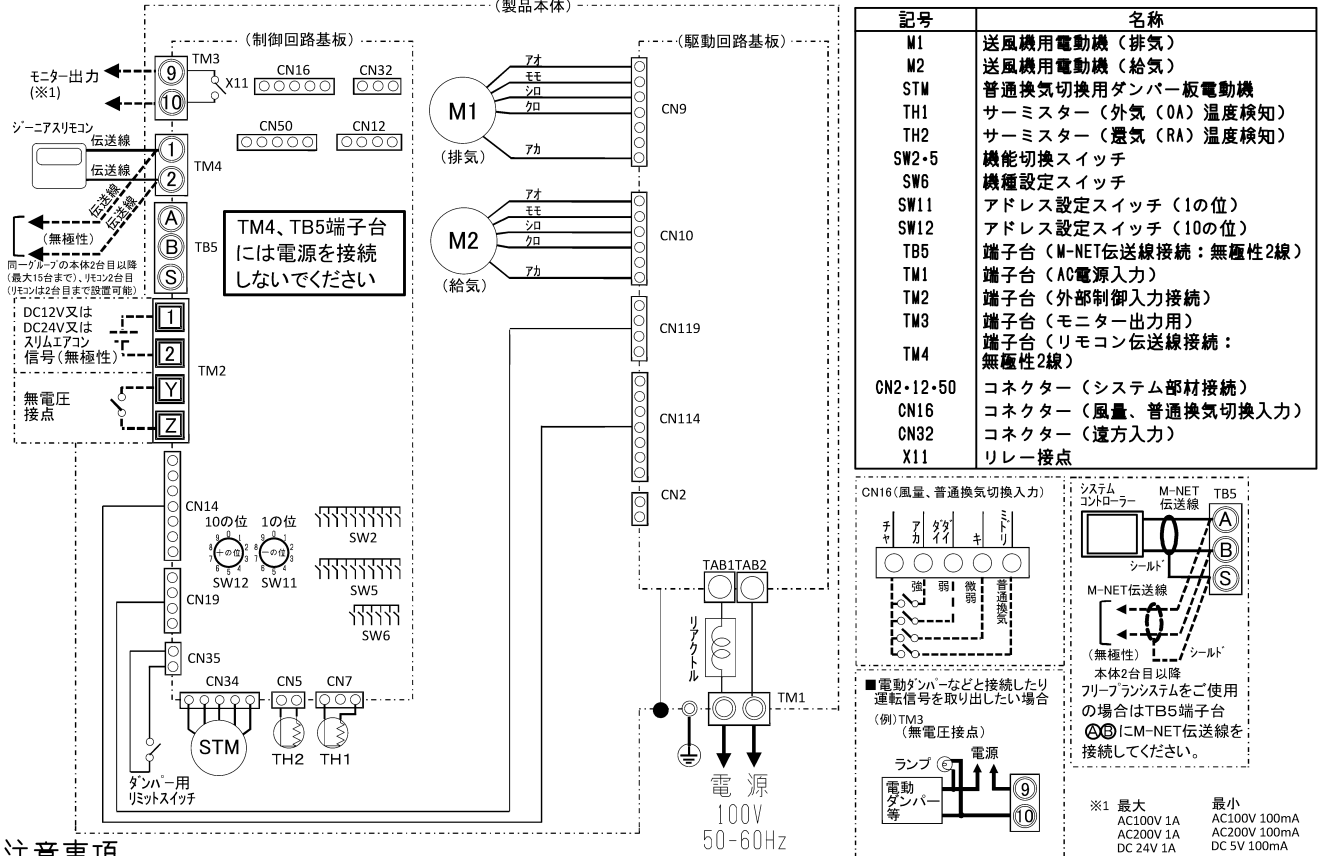 (製品本体)
(制御回路基板)
(駆動回路基板)
モニター出力
(※1)
9
10
TM3
X11
CN16
CN32
CN50
CN12
ジーニアスリモコン
伝送線
伝送線
1
2
TM4
伝送線
伝送線
(無極性)
同一グループの本体2台目以降
(最大15台まで)、リモコン2台目
(リモコンは2台目まで設置可能)
A
B
S
TB5
TM4、TB5端子台
には電源を接続
しないでください
DC12V又は
DC24V又は
スリムエアコン
信号(無極性)
1
2
Y
Z
TM2
無電圧
接点
CN14
10の位 1の位
十の位
一の位
SW12 SW11
SW2
SW5
SW6
CN19
CN35
CN34
CN5
CN7
STM
TH2
TH1
ダンパー用
リミットスイッチ
M1
(排気)
アオ
モモ
シロ
クロ
アカ
CN9
M2
(給気)
アオ
モモ
シロ
クロ
アカ
CN10
CN119
CN114
CN2
TAB1TAB2
リアクトル
TM1
電 源
100V
50-60Hz
記号 名称
M1 送風機用電動機(排気)
M2 送風機用電動機(給気)
STM 普通換気切換用ダンパー板電動機
TH1 サーミスター(外気(OA)温度検知)
TH2 サーミスター(還気(RA)温度検知)
SW2・5 機能切換スイッチ
SW6 機種設定スイッチ
SW11 アドレス設定スイッチ(1の位)
SW12 アドレス設定スイッチ(10の位)
TB5 端子台(M-NET伝送線接続:無極性2線)
TM1 端子台(AC電源入力)
TM2 端子台(外部制御入力接続)
TM3 端子台(モニター出力用)
TM4 端子台(リモコン伝送線接続:
無極性2線)
CN2・12・50 コネクター(システム部材接続)
CN16 コネクター(風量、普通換気切換入力)
CN32 コネクター(遠方入力)
X11 リレー接点
CN16(風量、普通換気切換入力)
チャ
アカ
ダイダイ
キ
ミドリ
強
弱
微弱
普通換気
システム
コントローラー
M-NET
伝送線
TB5
A
B
S
シールド
M-NET伝送線
(無極性)
シールド
本体2台目以降
フリープランシステムをご使用
の場合はTB5端子台
ⒶⒷにM-NET伝送線を
接続してください。
■電動ダンパーなどと接続したり
運転信号を取り出したい場合
(例)TM3
(無電圧接点)
ランプ
電源
電動
ダンパー
等
9
10
※1 最大 最小
AC100V 1A AC100V 100mA
AC200V 1A AC200V 100mA
DC 24V 1A DC 5V 100mA
注意事項